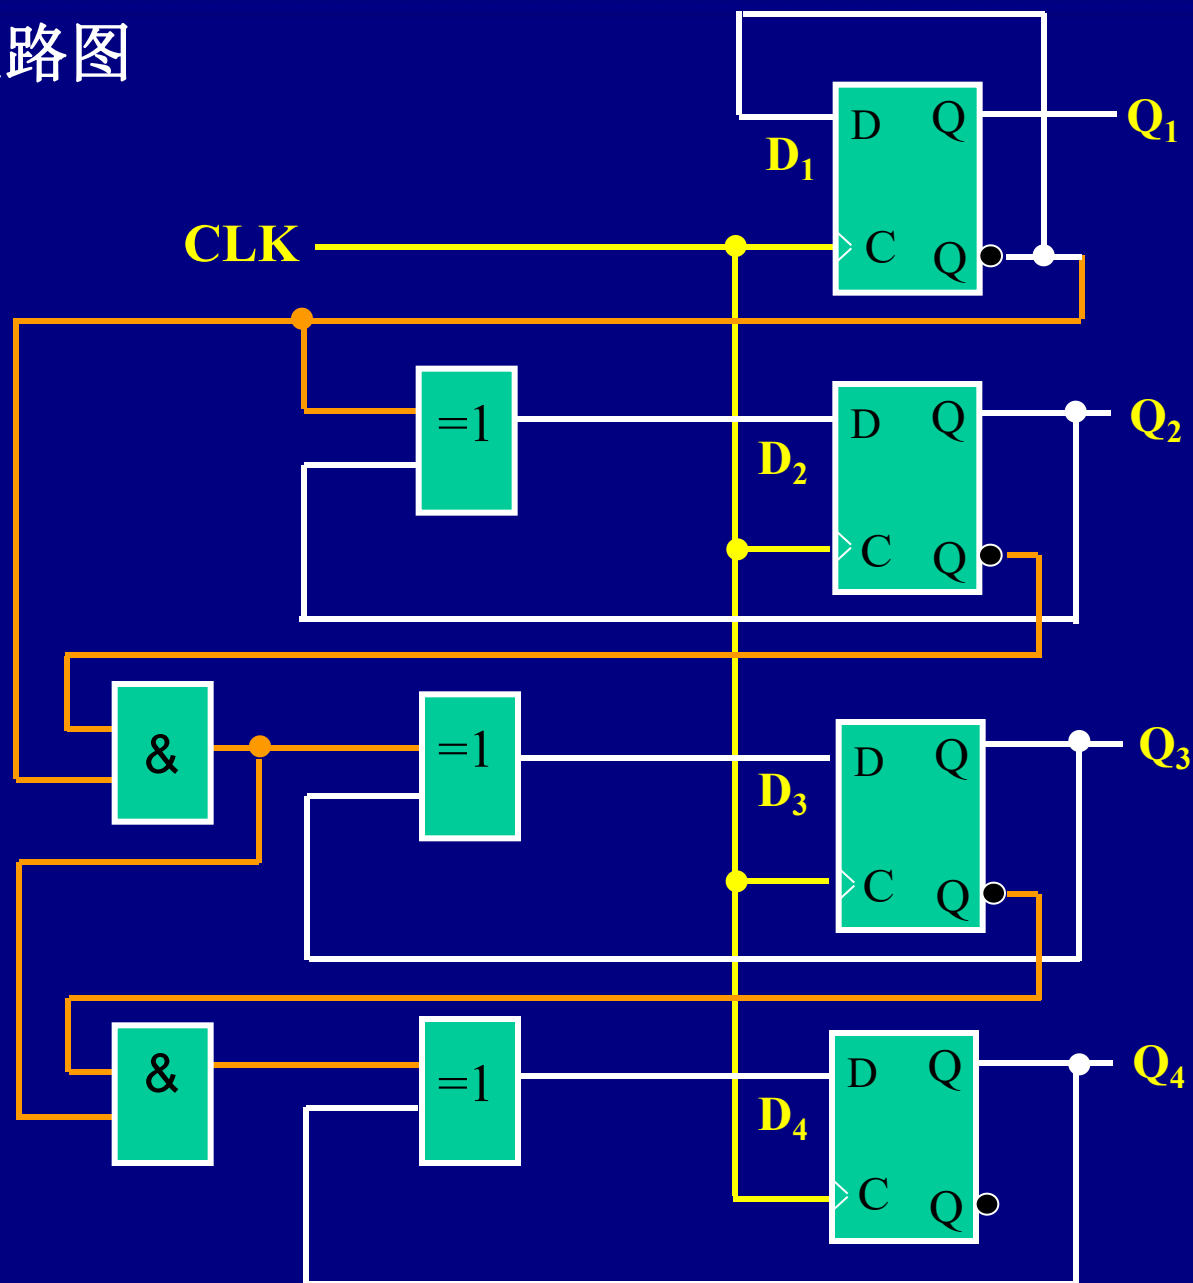 路图
D Q Q₁
D₁
CLK
C Q
=1
D Q Q₂
D₂
C Q
&
=1
D Q Q₃
D₃
C Q
&
=1
D Q Q₄
D₄
C Q